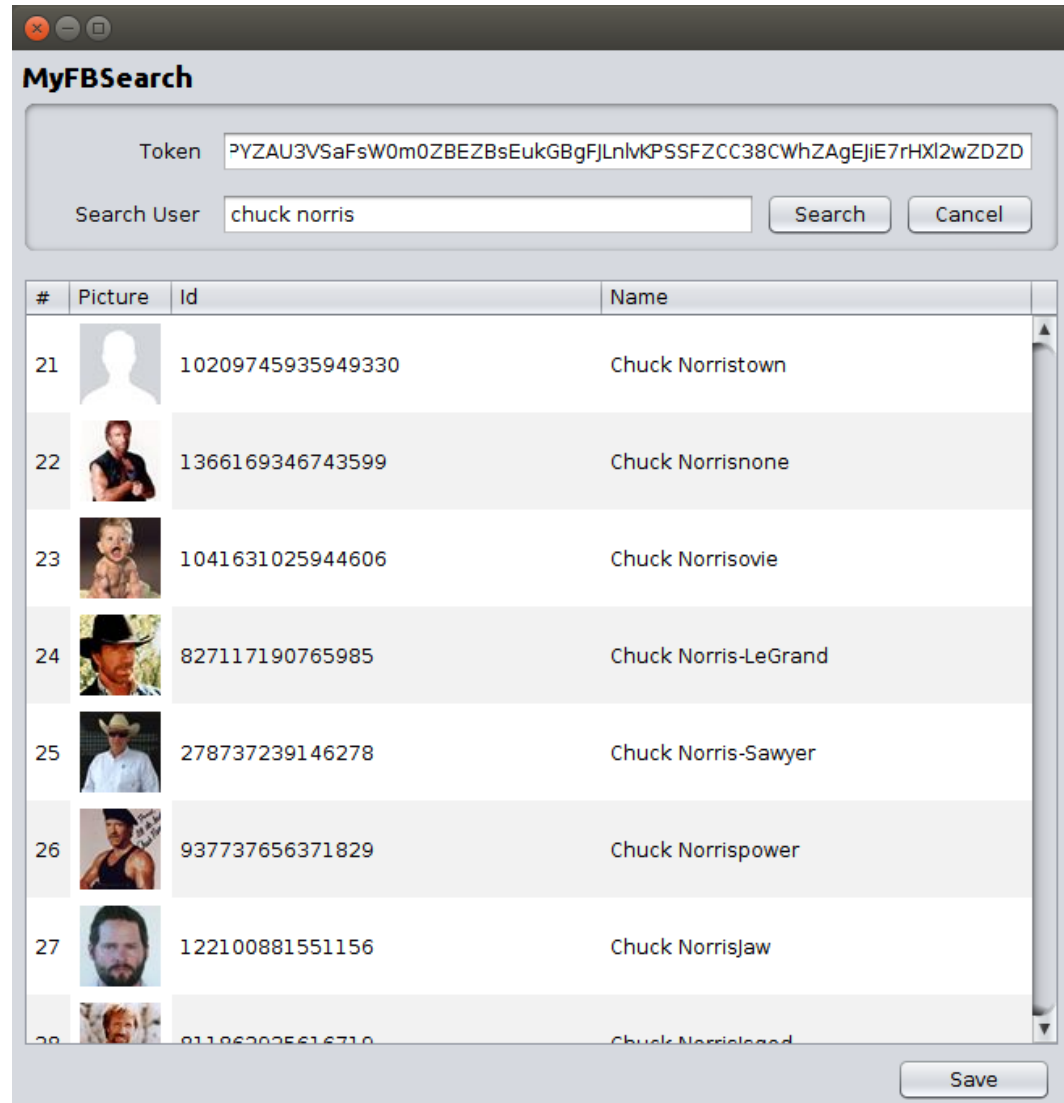 MyFBSearch
Token PYZAU3VSaFsW0m0ZBEZBsEukGBgFJLnlvKPSSFZCC38CWhZAgEJiE7rHXl2wZDZD
Search User chuck norris Search Cancel
# Picture Id Name
21 10209745935949330 Chuck Norristown
22 1366169346743599 Chuck Norrisnone
23 1041631025944606 Chuck Norrisovie
24 827117190765985 Chuck Norris-LeGrand
25 278737239146278 Chuck Norris-Sawyer
26 937737656371829 Chuck Norrispower
27 122100881551156 Chuck NorrisJaw
28 Chuck
Save